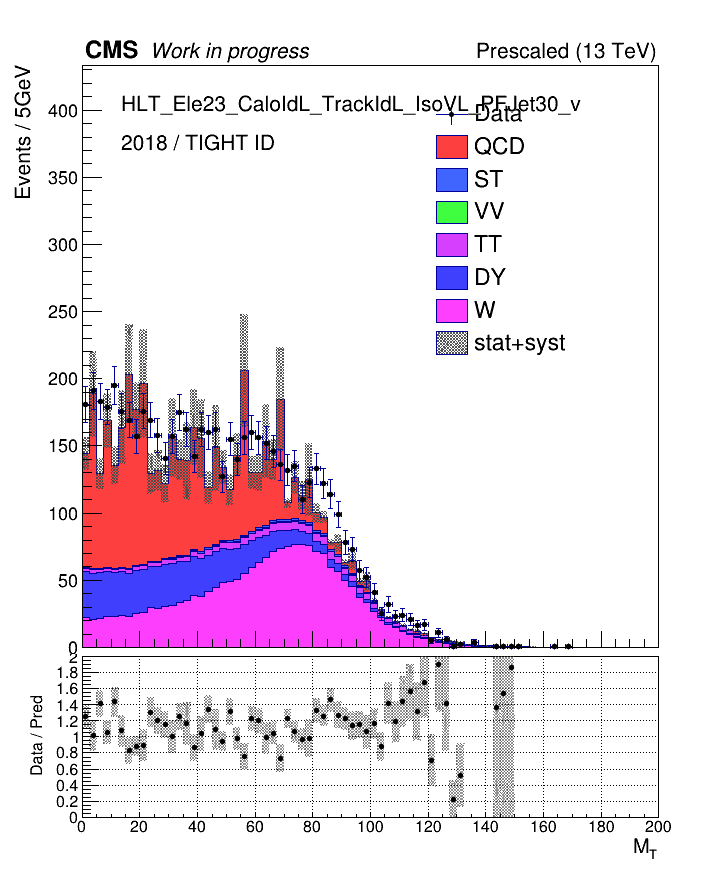 CMS Work in progress Prescaled (13 TeV)
Events / 5GeV
HLT_Ele23_CaloIdL_TrackIdL_IsoVL_PFJet30_v
2018 / TIGHT ID
Data
QCD
ST
VV
TT
DY
W
stat+syst
400
350
300
250
200
150
100
50
0
Data / Pred
2
1.8
1.6
1.4
1.2
1
0.8
0.6
0.4
0.2
0
0 20 40 60 80 100 120 140 160 180 200
M_T